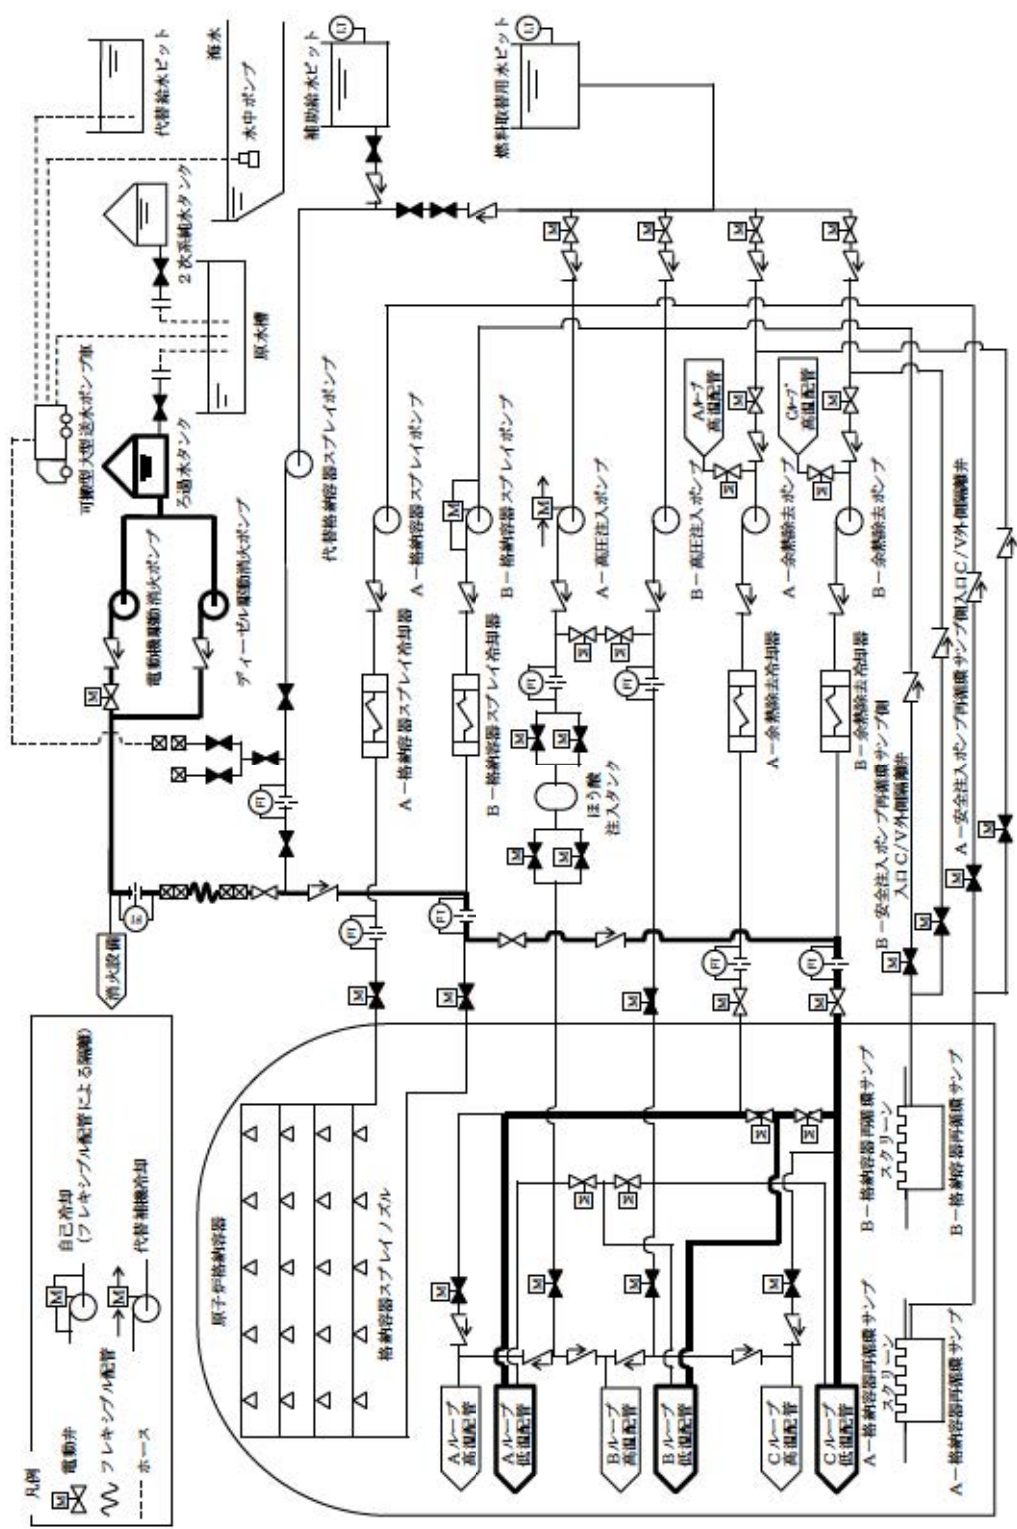 凡例
M
電動弁
フレキシブル配管
ホース
M
自己冷却
(フレキシブル配管による隔離)
M
代替補機冷却
消火設備
可搬型大型送水ポンプ車
代替給水ピット
海水
水中ポンプ
2次系純水タンク
原水槽
ろ過水タンク
電動機駆動消火ポンプ
ディーゼル駆動消火ポンプ
補助給水ピット
LI
燃料取替用水ピット
LI
代替格納容器スプレイポンプ
A-格納容器スプレイポンプ
B-格納容器スプレイポンプ
A-高圧注入ポンプ
B-高圧注入ポンプ
A-余熱除去ポンプ
B-余熱除去ポンプ
Aループ
高温配管
Cループ
高温配管
A-格納容器スプレイ冷却器
B-格納容器スプレイ冷却器
ほう酸
注入タンク
A-余熱除去冷却器
B-余熱除去冷却器
FI
FI
FI
FI
FI
FI
FI
B-安全注入ポンプ再循環サンプ側
入口C/V外側隔離弁
A-安全注入ポンプ再循環サンプ側入口C/V外側隔離弁
原子炉格納容器
格納容器スプレイノズル
Aループ
高温配管
Aループ
低温配管
Bループ
高温配管
Bループ
低温配管
Cループ
高温配管
Cループ
低温配管
B-格納容器再循環サンプ
スクリーン
B-格納容器再循環サンプ
A-格納容器再循環サンプ
スクリーン
A-格納容器再循環サンプ